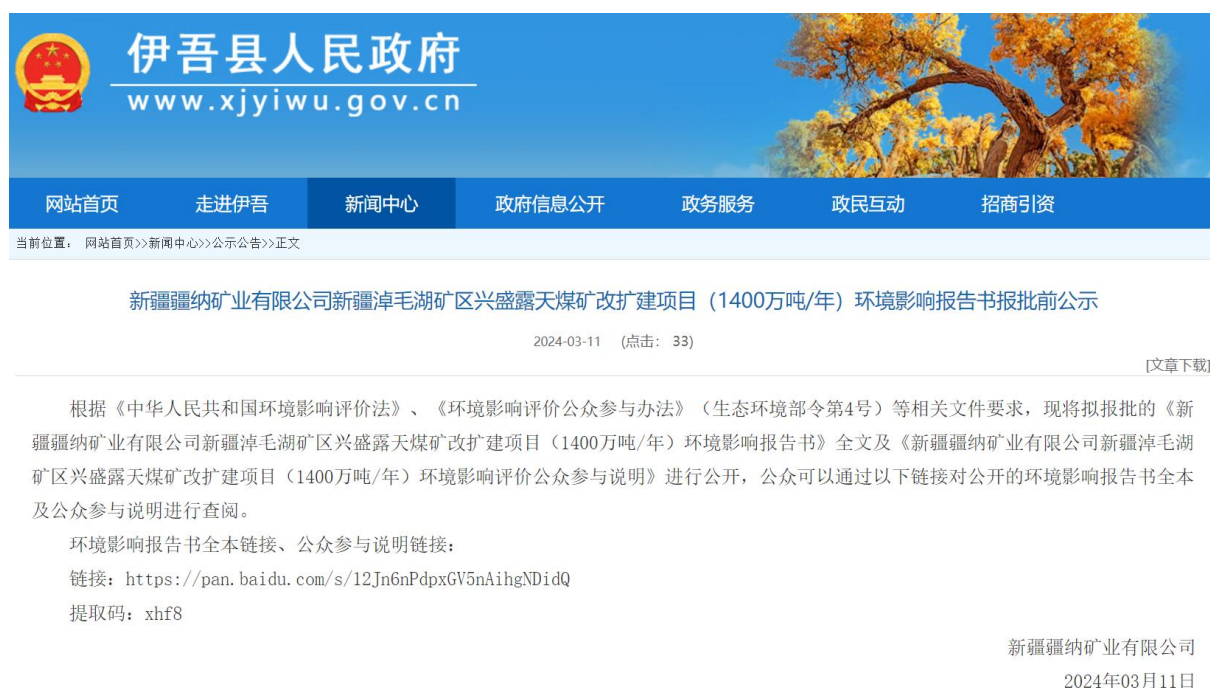 伊吾县人民政府
www.xjyiwu.gov.cn
网站首页 走进伊吾 新闻中心 政府信息公开 政务服务 政民互动 招商引资
当前位置： 网站首页>>新闻中心>>公示公告>>正文
新疆疆纳矿业有限公司新疆淖毛湖矿区兴盛露天煤矿改扩建项目（1400万吨/年）环境影响报告书报批前公示
2024-03-11 (点击： 33)
[文章下载]
根据《中华人民共和国环境影响评价法》、《环境影响评价公众参与办法》（生态环境部令第4号）等相关文件要求，现将拟报批的《新
疆疆纳矿业有限公司新疆淖毛湖矿区兴盛露天煤矿改扩建项目（1400万吨/年）环境影响报告书》全文及《新疆疆纳矿业有限公司新疆淖毛湖
矿区兴盛露天煤矿改扩建项目（1400万吨/年）环境影响评价公众参与说明》进行公开，公众可以通过以下链接对公开的环境影响报告书全本
及公众参与说明进行查阅。
环境影响报告书全本链接、公众参与说明链接：
链接：https://pan.baidu.com/s/12Jn6nPdpxGV5nAihgNDidQ
提取码：xhf8
新疆疆纳矿业有限公司
2024年03月11日